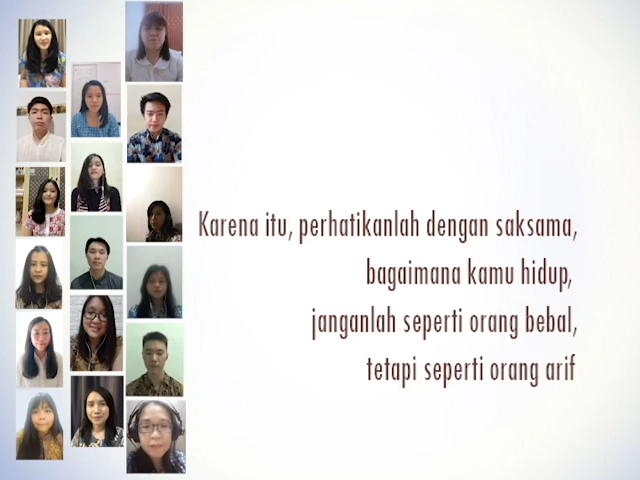 Karena itu, perhatikanlah dengan saksama,
bagaimana kamu hidup,
janganlah seperti orang bebal,
tetapi seperti orang arif